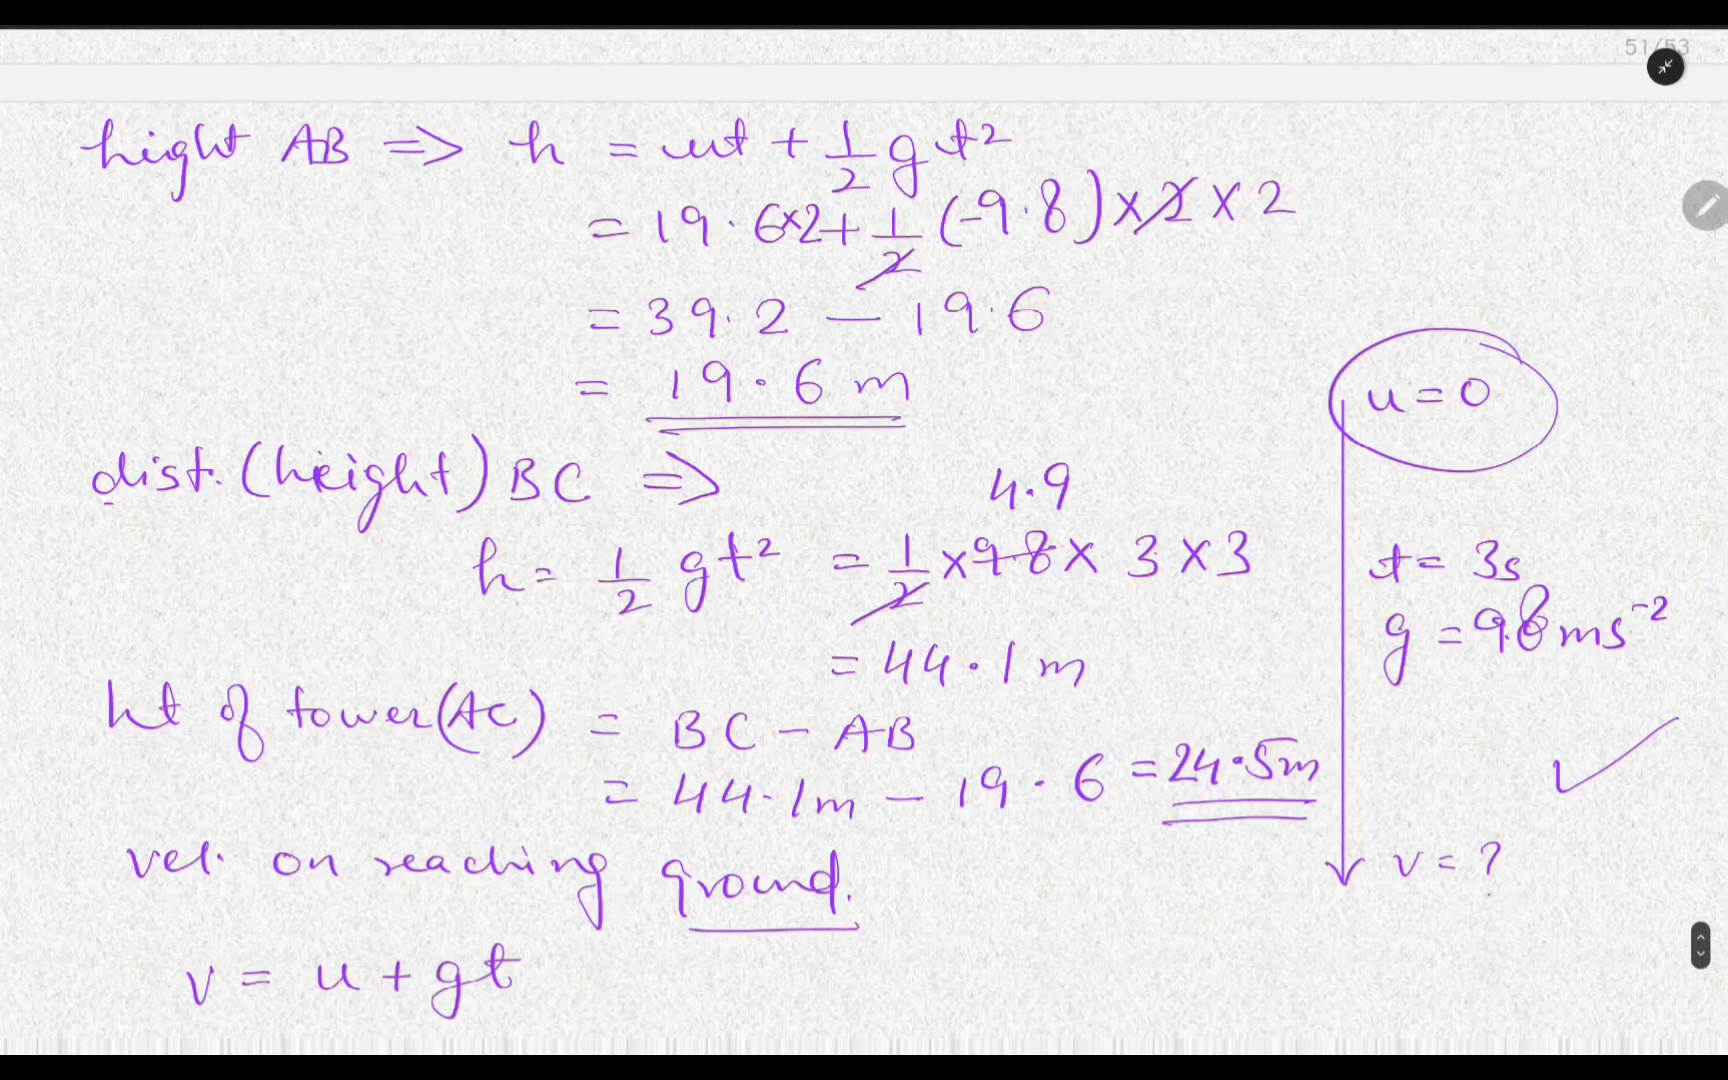 51/53
hight AB => h = ut + 1/2 g t²
= 19.6×2 + 1/2 (-9.8) × 2 × 2
= 39.2 - 19.6
= 19.6 m
u = 0
dist. (height) BC =>
4.9
h = 1/2 gt² = 1/2 × 9.8 × 3 × 3
t = 3s
g = 9.8 ms⁻²
= 44.1 m
ht of tower (AC) = BC - AB
= 44.1m - 19.6 = 24.5m
vel. on reaching ground.
v = ?
v = u + gt